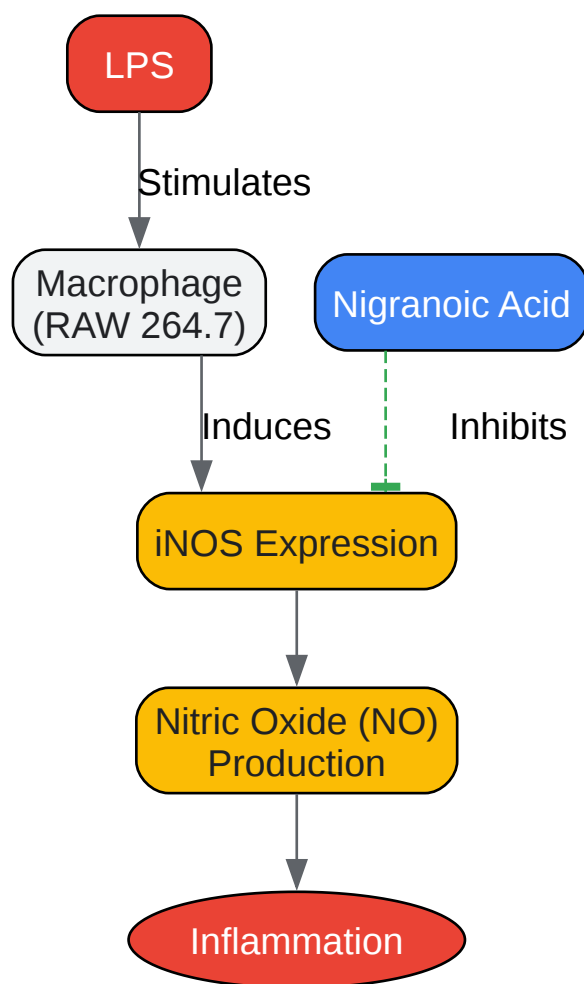 LPS
Stimulates
Macrophage
(RAW 264.7)
Nigranoic Acid
Induces
Inhibits
iNOS Expression
Nitric Oxide (NO)
Production
Inflammation